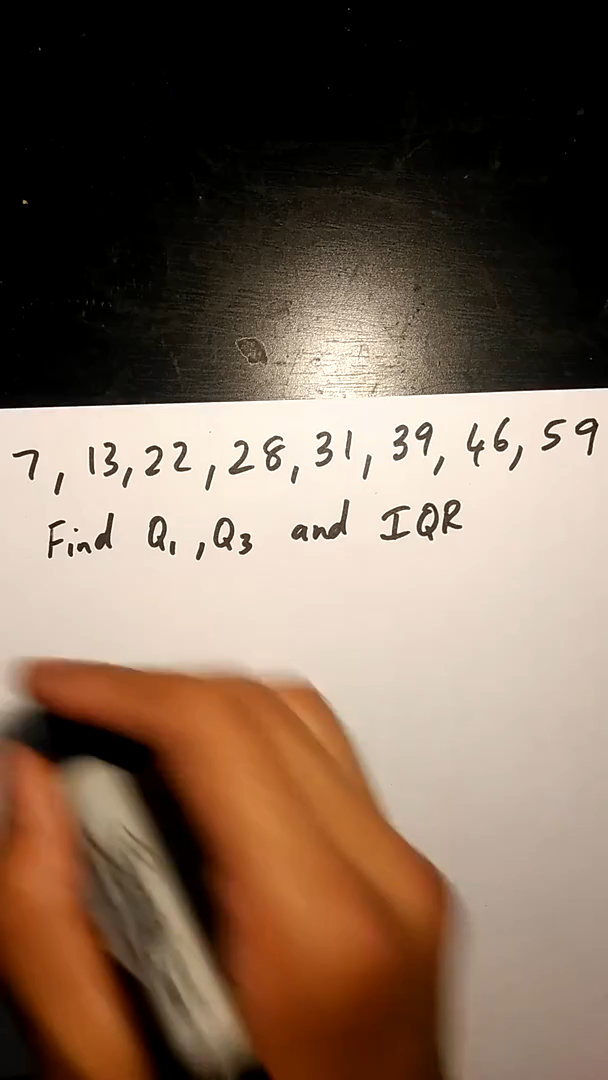 7, 13, 22, 28, 31, 39, 46, 59
Find Q₁, Q₃ and IQR